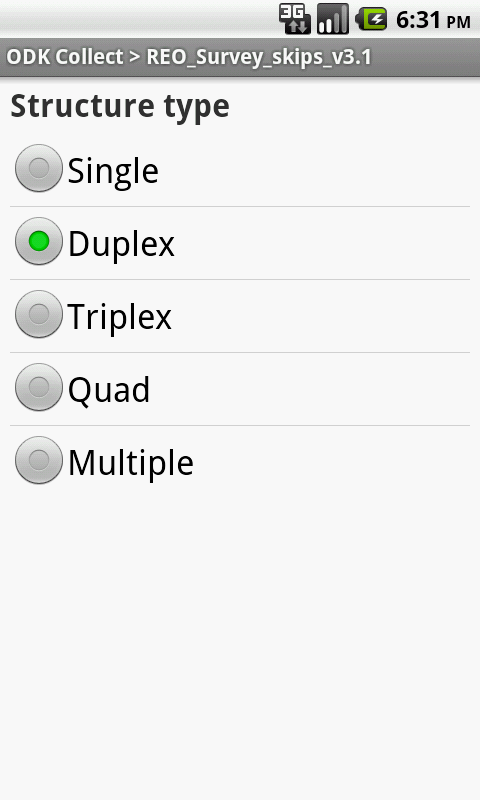 3G 6:31 PM
ODK Collect > REO_Survey_skips_v3.1
Structure type
Single
Duplex
Triplex
Quad
Multiple